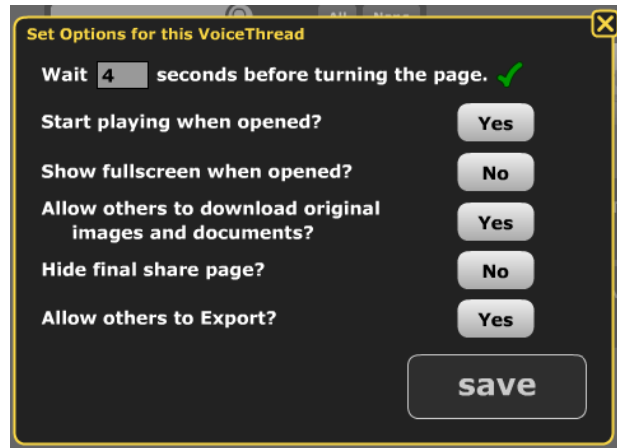 All None
Set Options for this VoiceThread
Wait 4 seconds before turning the page.
Start playing when opened? Yes
Show fullscreen when opened? No
Allow others to download original
images and documents? Yes
Hide final share page? No
Allow others to Export? Yes
save